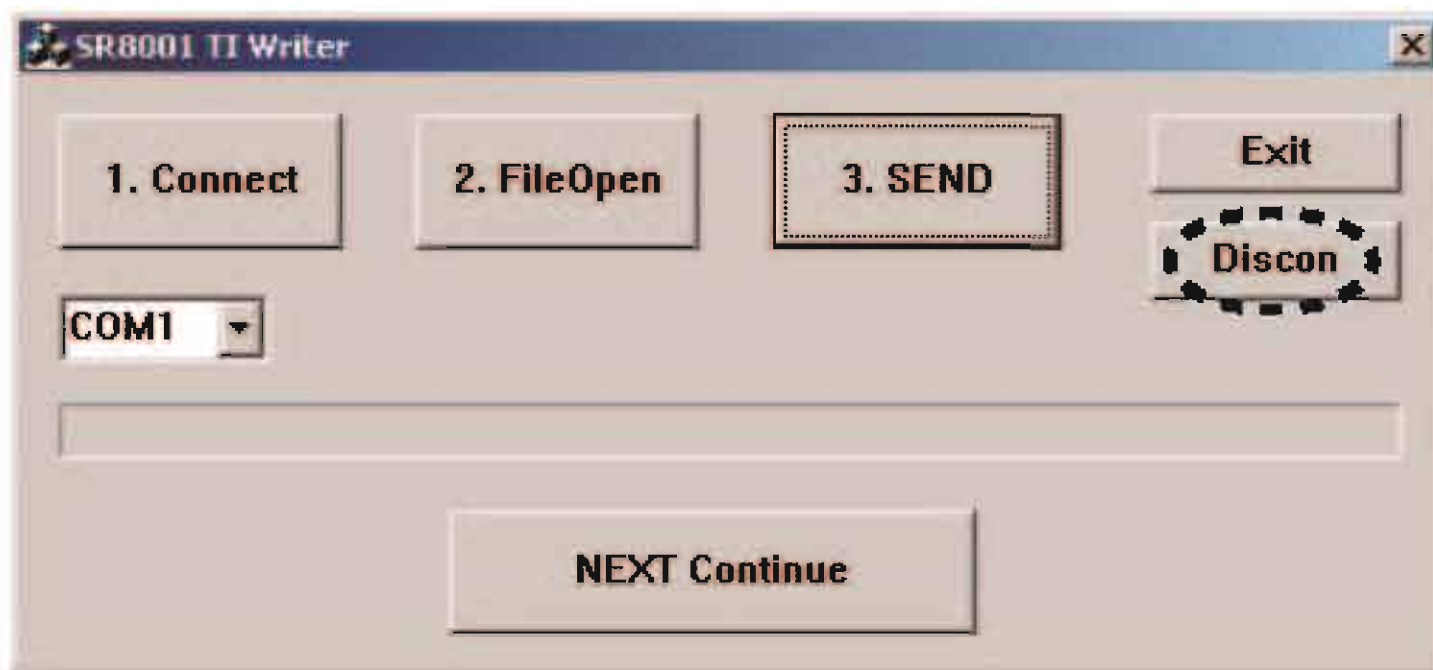 SR8001 TI Writer
1. Connect
2. FileOpen
3. SEND
Exit
Discon
COM1
NEXT Continue